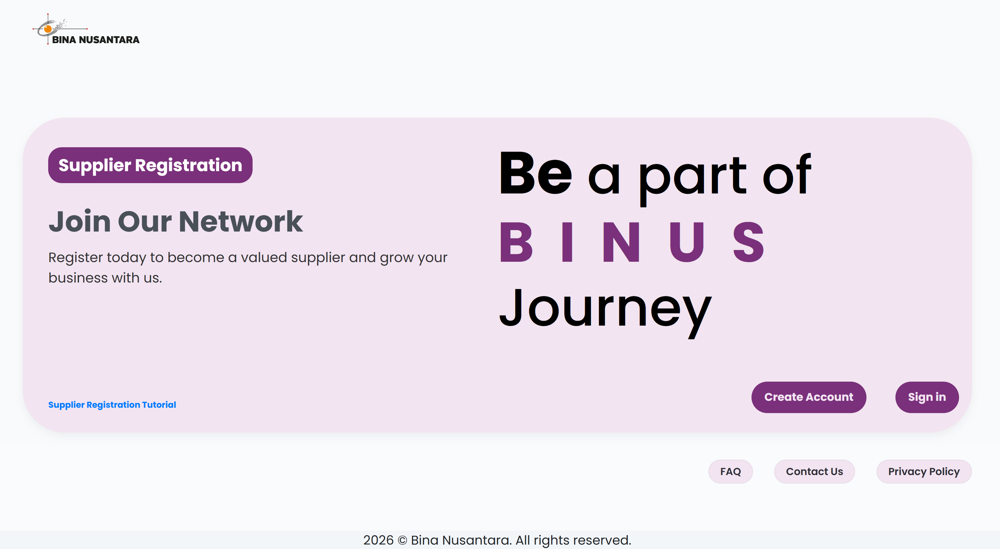 BINA NUSANTARA
Supplier Registration
Join Our Network
Register today to become a valued supplier and grow your
business with us.
Supplier Registration Tutorial
Be a part of
BINUS
Journey
Create Account
Sign in
FAQ
Contact Us
Privacy Policy
2026 © Bina Nusantara. All rights reserved.